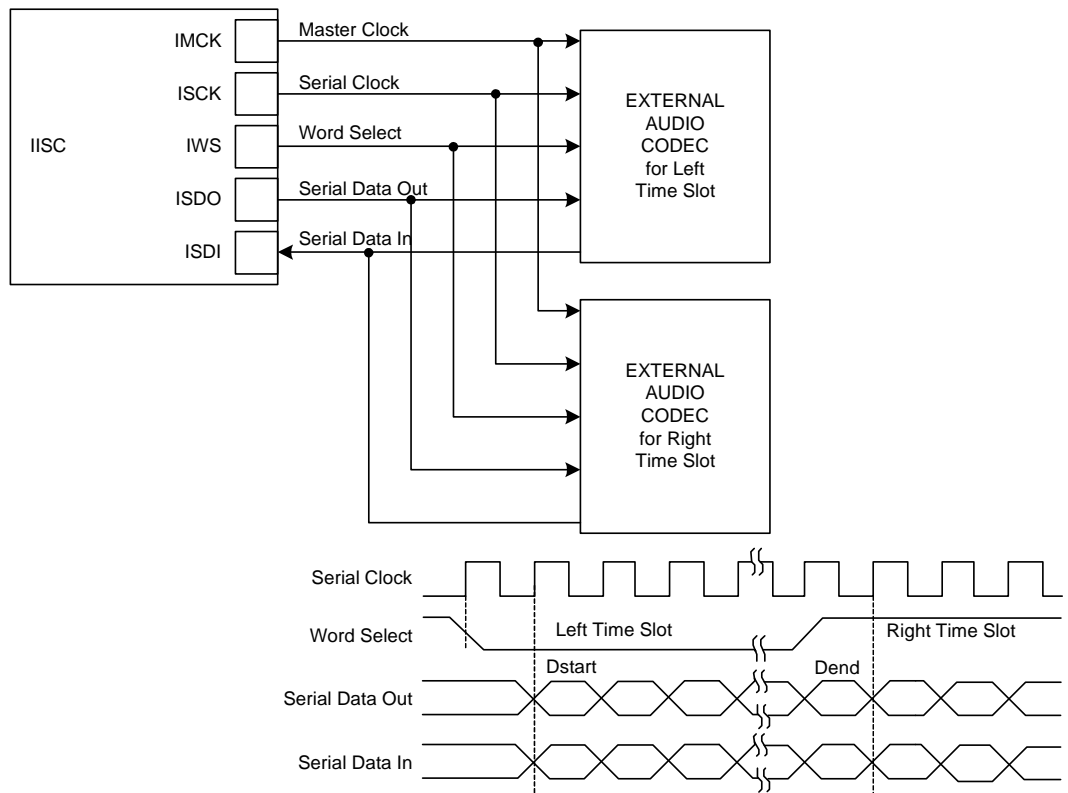 IISC
IMCK
Master Clock
ISCK
Serial Clock
IWS
Word Select
ISDO
Serial Data Out
ISDI
Serial Data In
EXTERNAL
AUDIO
CODEC
for Left
Time Slot
EXTERNAL
AUDIO
CODEC
for Right
Time Slot
Serial Clock
Word Select
Left Time Slot
Right Time Slot
Dstart
Dend
Serial Data Out
Serial Data In